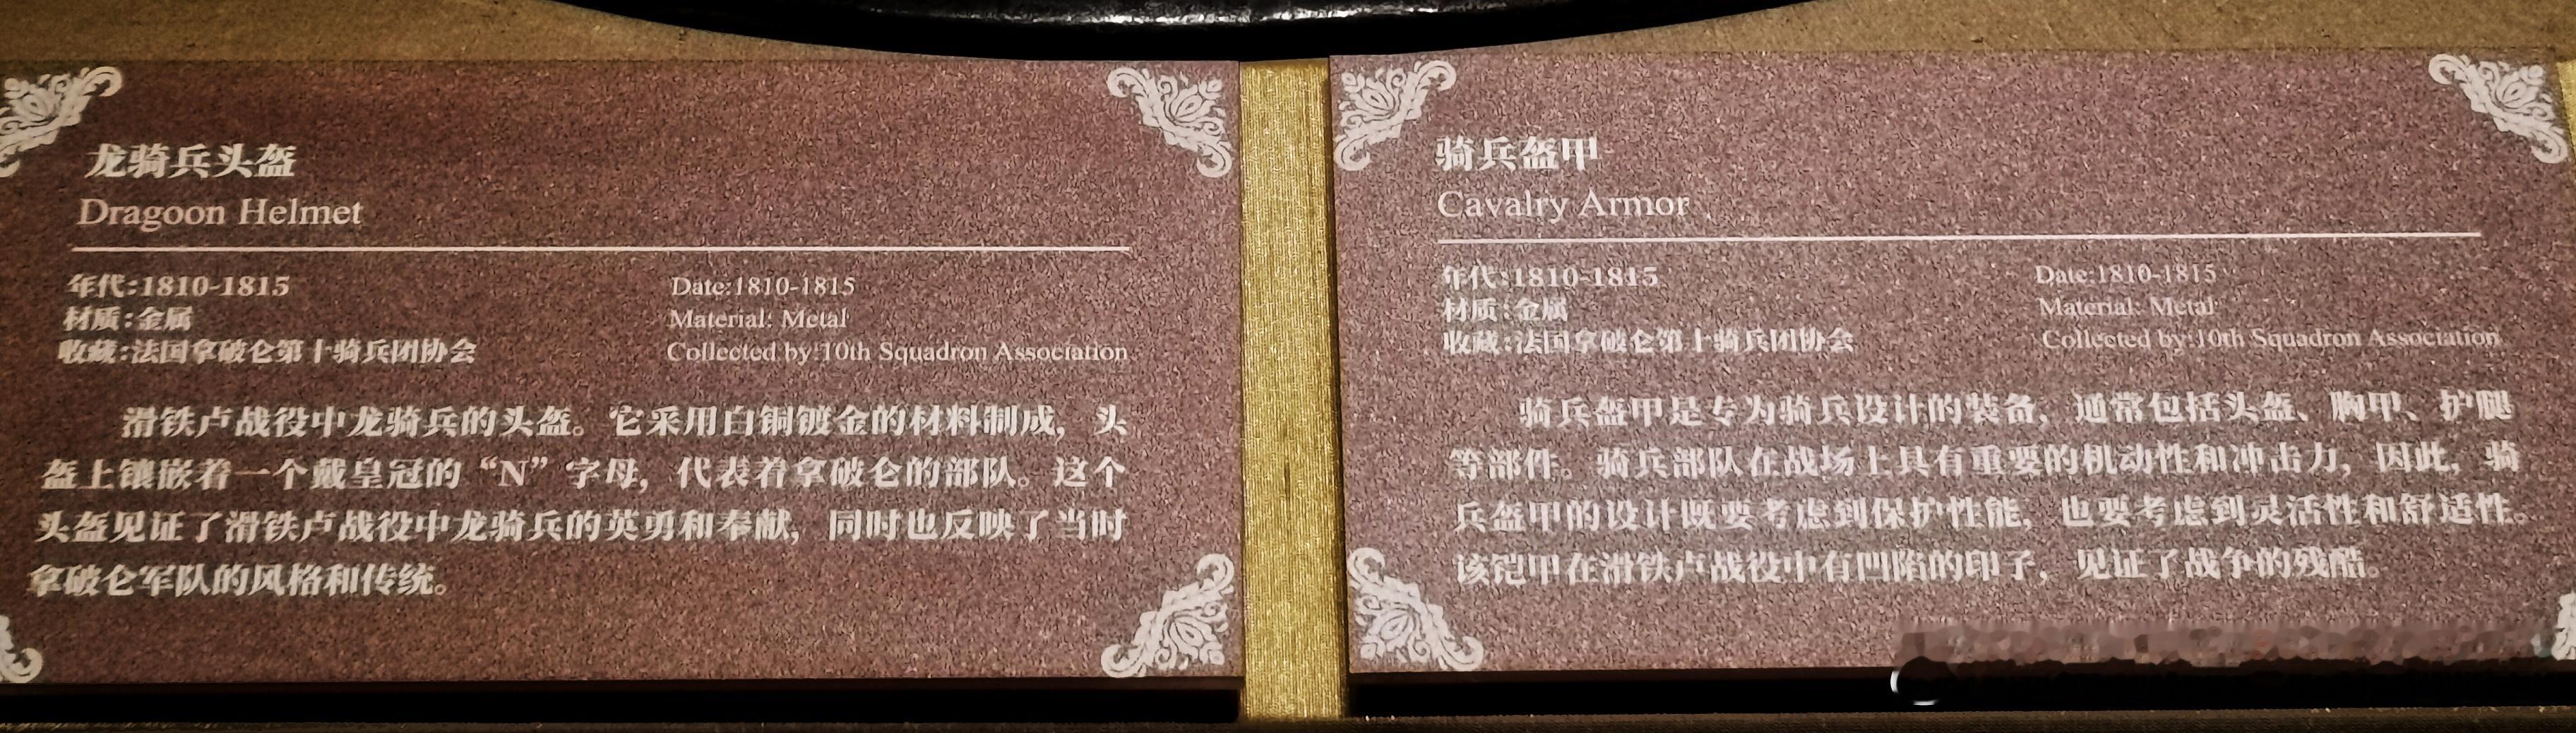 龙骑兵头盔
Dragoon Helmet
年代:1810-1815
材质:金属
收藏:法国拿破仑第十骑兵团协会
Date:1810-1815
Material: Metal
Collected by:10th Squadron Association
滑铁卢战役中龙骑兵的头盔。它采用白铜镀金的材料制成，头
盔上镶嵌着一个戴皇冠的“N”字母，代表着拿破仑的部队。这个
头盔见证了滑铁卢战役中龙骑兵的英勇和奉献，同时也反映了当时
拿破仑军队的风格和传统。
骑兵盔甲
Cavalry Armor
年代:1810-1815
材质:金属
收藏:法国拿破仑第十骑兵团协会
Date:1810-1815
Material: Metal
Collected by:10th Squadron Association
骑兵盔甲是专为骑兵设计的装备，通常包括头盔、胸甲、护腿
等部件。骑兵部队在战场上具有重要的机动性和冲击力，因此，骑
兵盔甲的设计既要考虑到保护性能，也要考虑到灵活性和舒适性。
该铠甲在滑铁卢战役中有凹陷的印子，见证了战争的残酷。